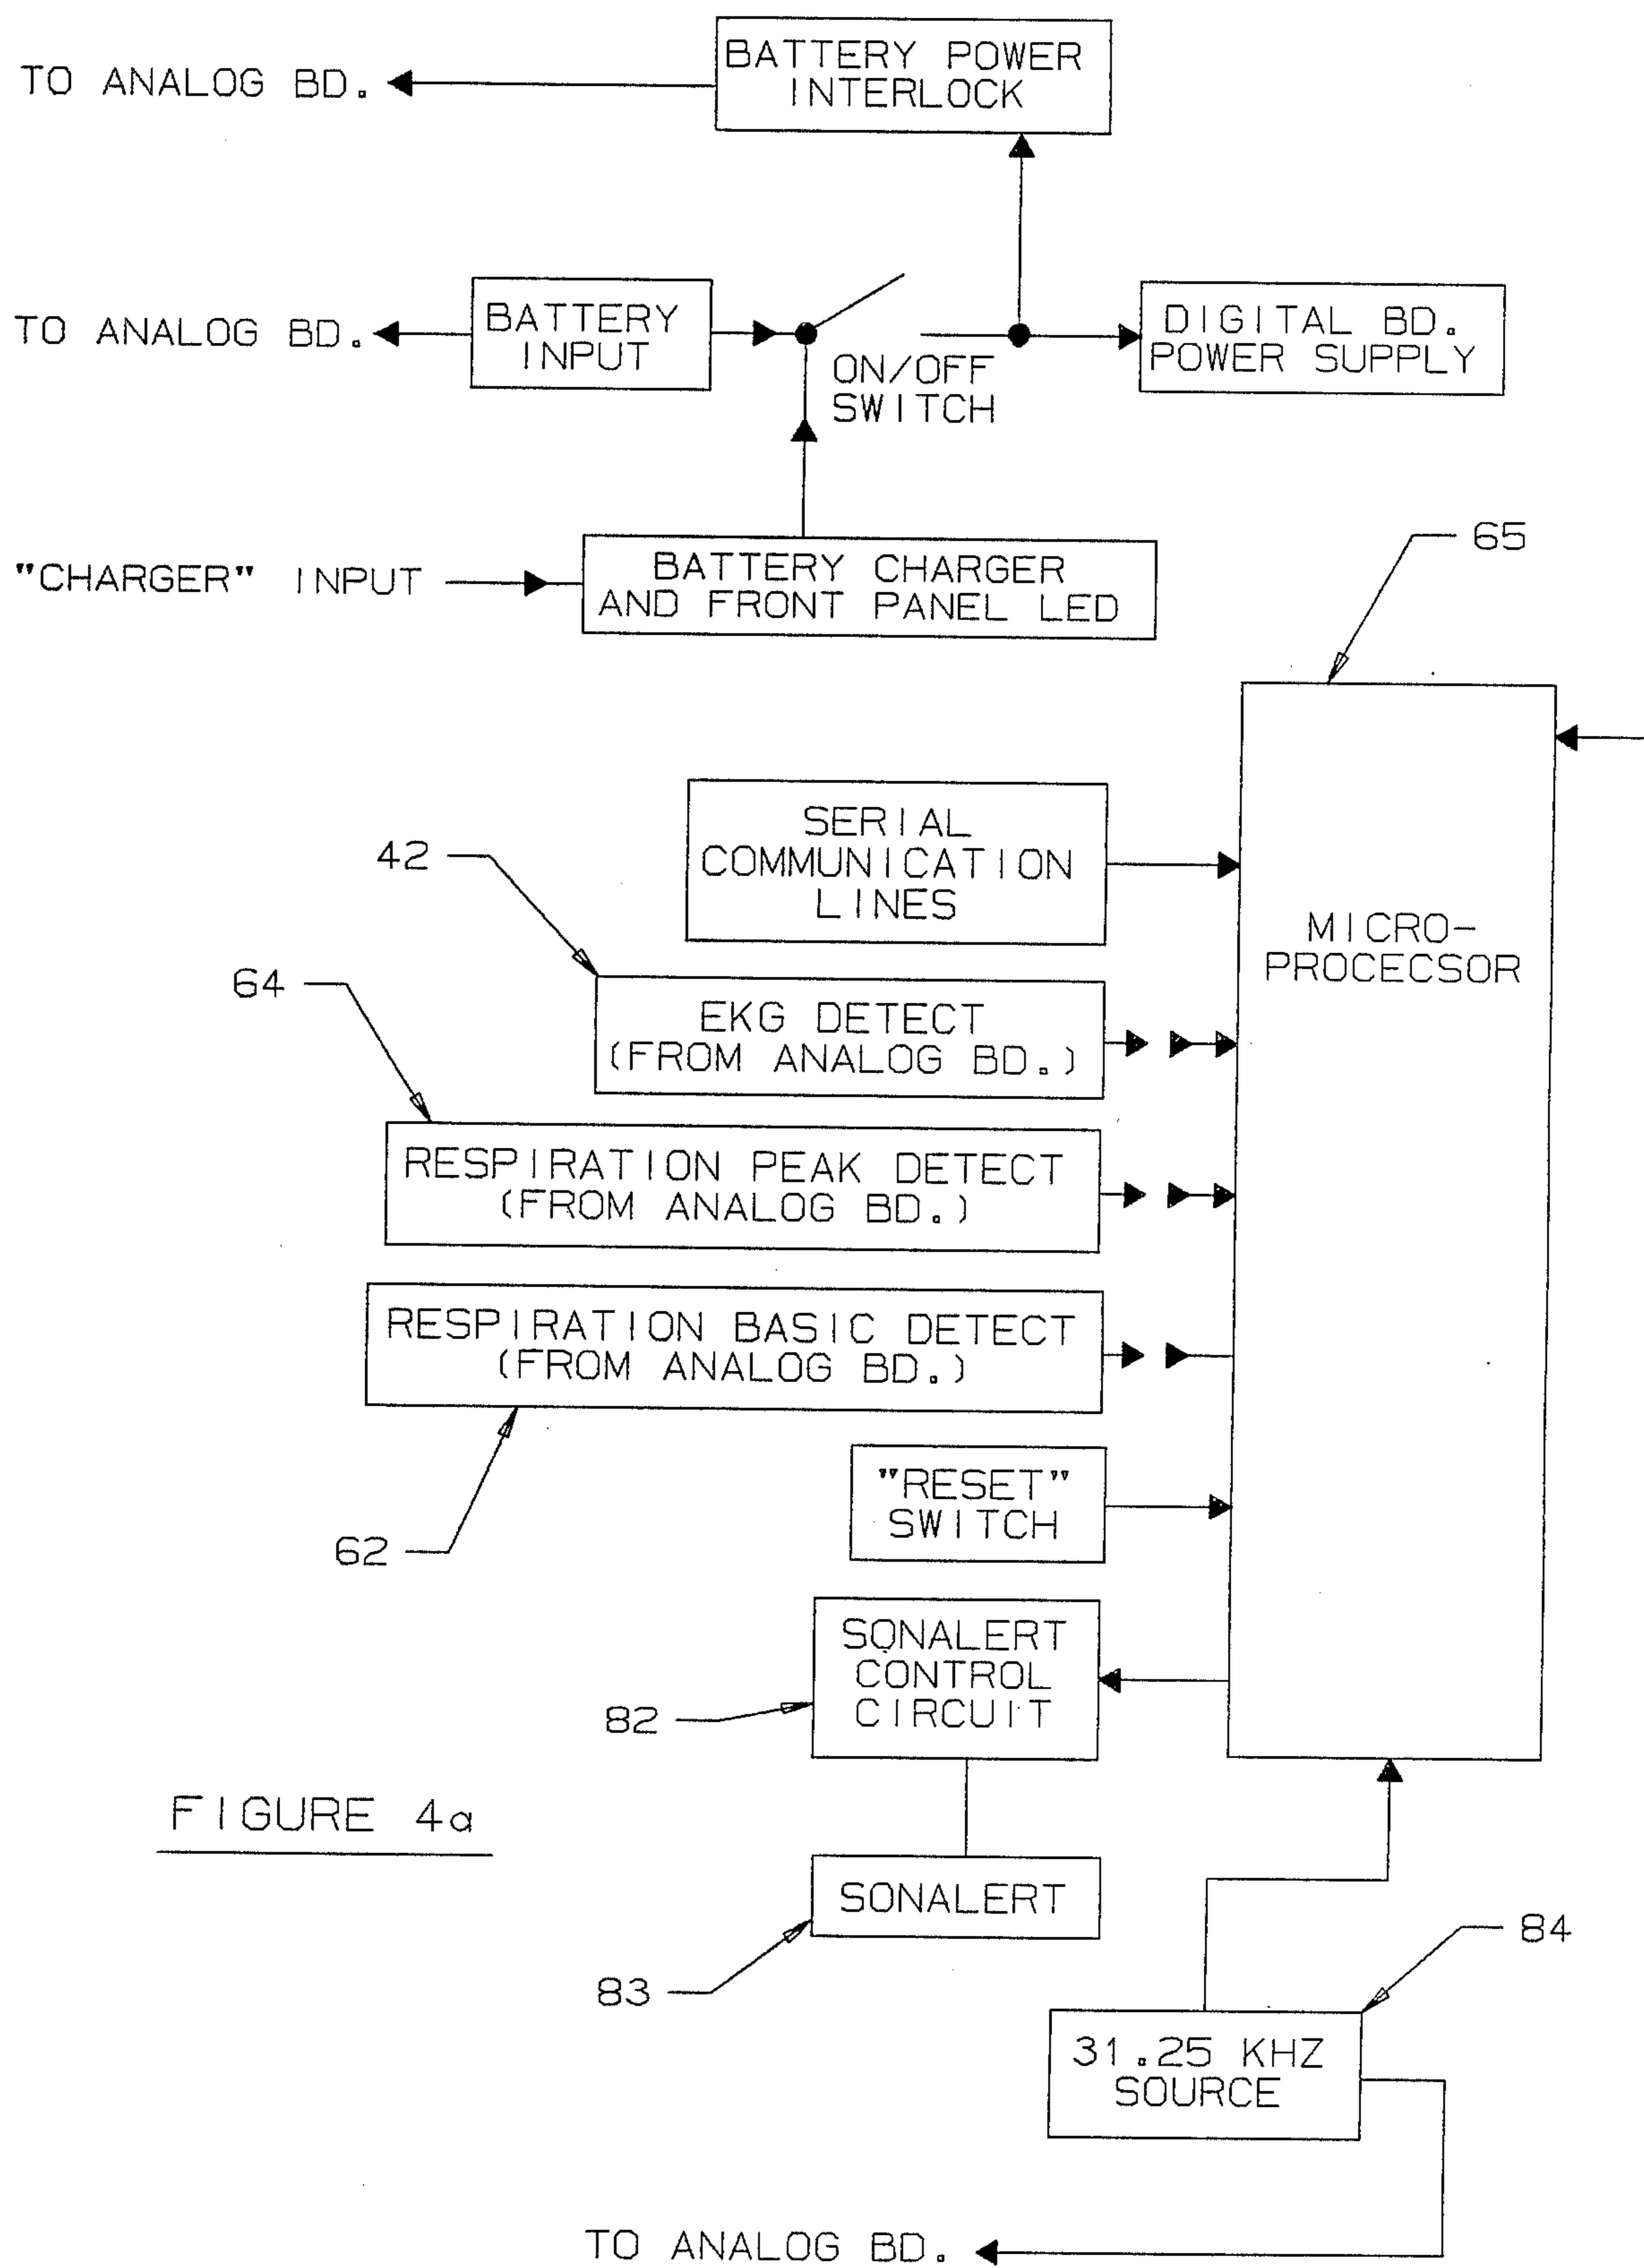 BATTERY POWER
INTERLOCK
TO ANALOG BD.
TO ANALOG BD.
BATTERY
INPUT
ON/OFF
SWITCH
DIGITAL BD.
POWER SUPPLY
"CHARGER" INPUT
BATTERY CHARGER
AND FRONT PANEL LED
65
SERIAL
COMMUNICATION
LINES
42
MICRO-
PROCECSOR
64
EKG DETECT
(FROM ANALOG BD.)
RESPIRATION PEAK DETECT
(FROM ANALOG BD.)
RESPIRATION BASIC DETECT
(FROM ANALOG BD.)
62
"RESET"
SWITCH
SONALERT
CONTROL
CIRCUIT
82
FIGURE 4a
SONALERT
83
84
31.25 KHZ
SOURCE
TO ANALOG BD.